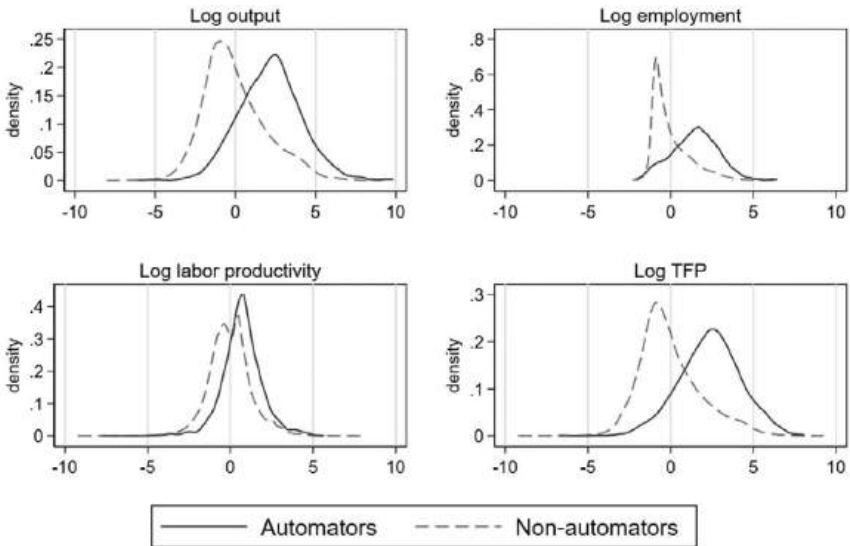 Log output
.25
.2
.15
.1
.05
0
density
-10 -5 0 5 10
Log employment
.8
.6
.4
.2
0
density
-10 -5 0 5 10
Log labor productivity
.4
.3
.2
.1
0
density
-10 -5 0 5 10
Log TFP
.3
.2
.1
0
density
-10 -5 0 5 10
Automators Non-automators